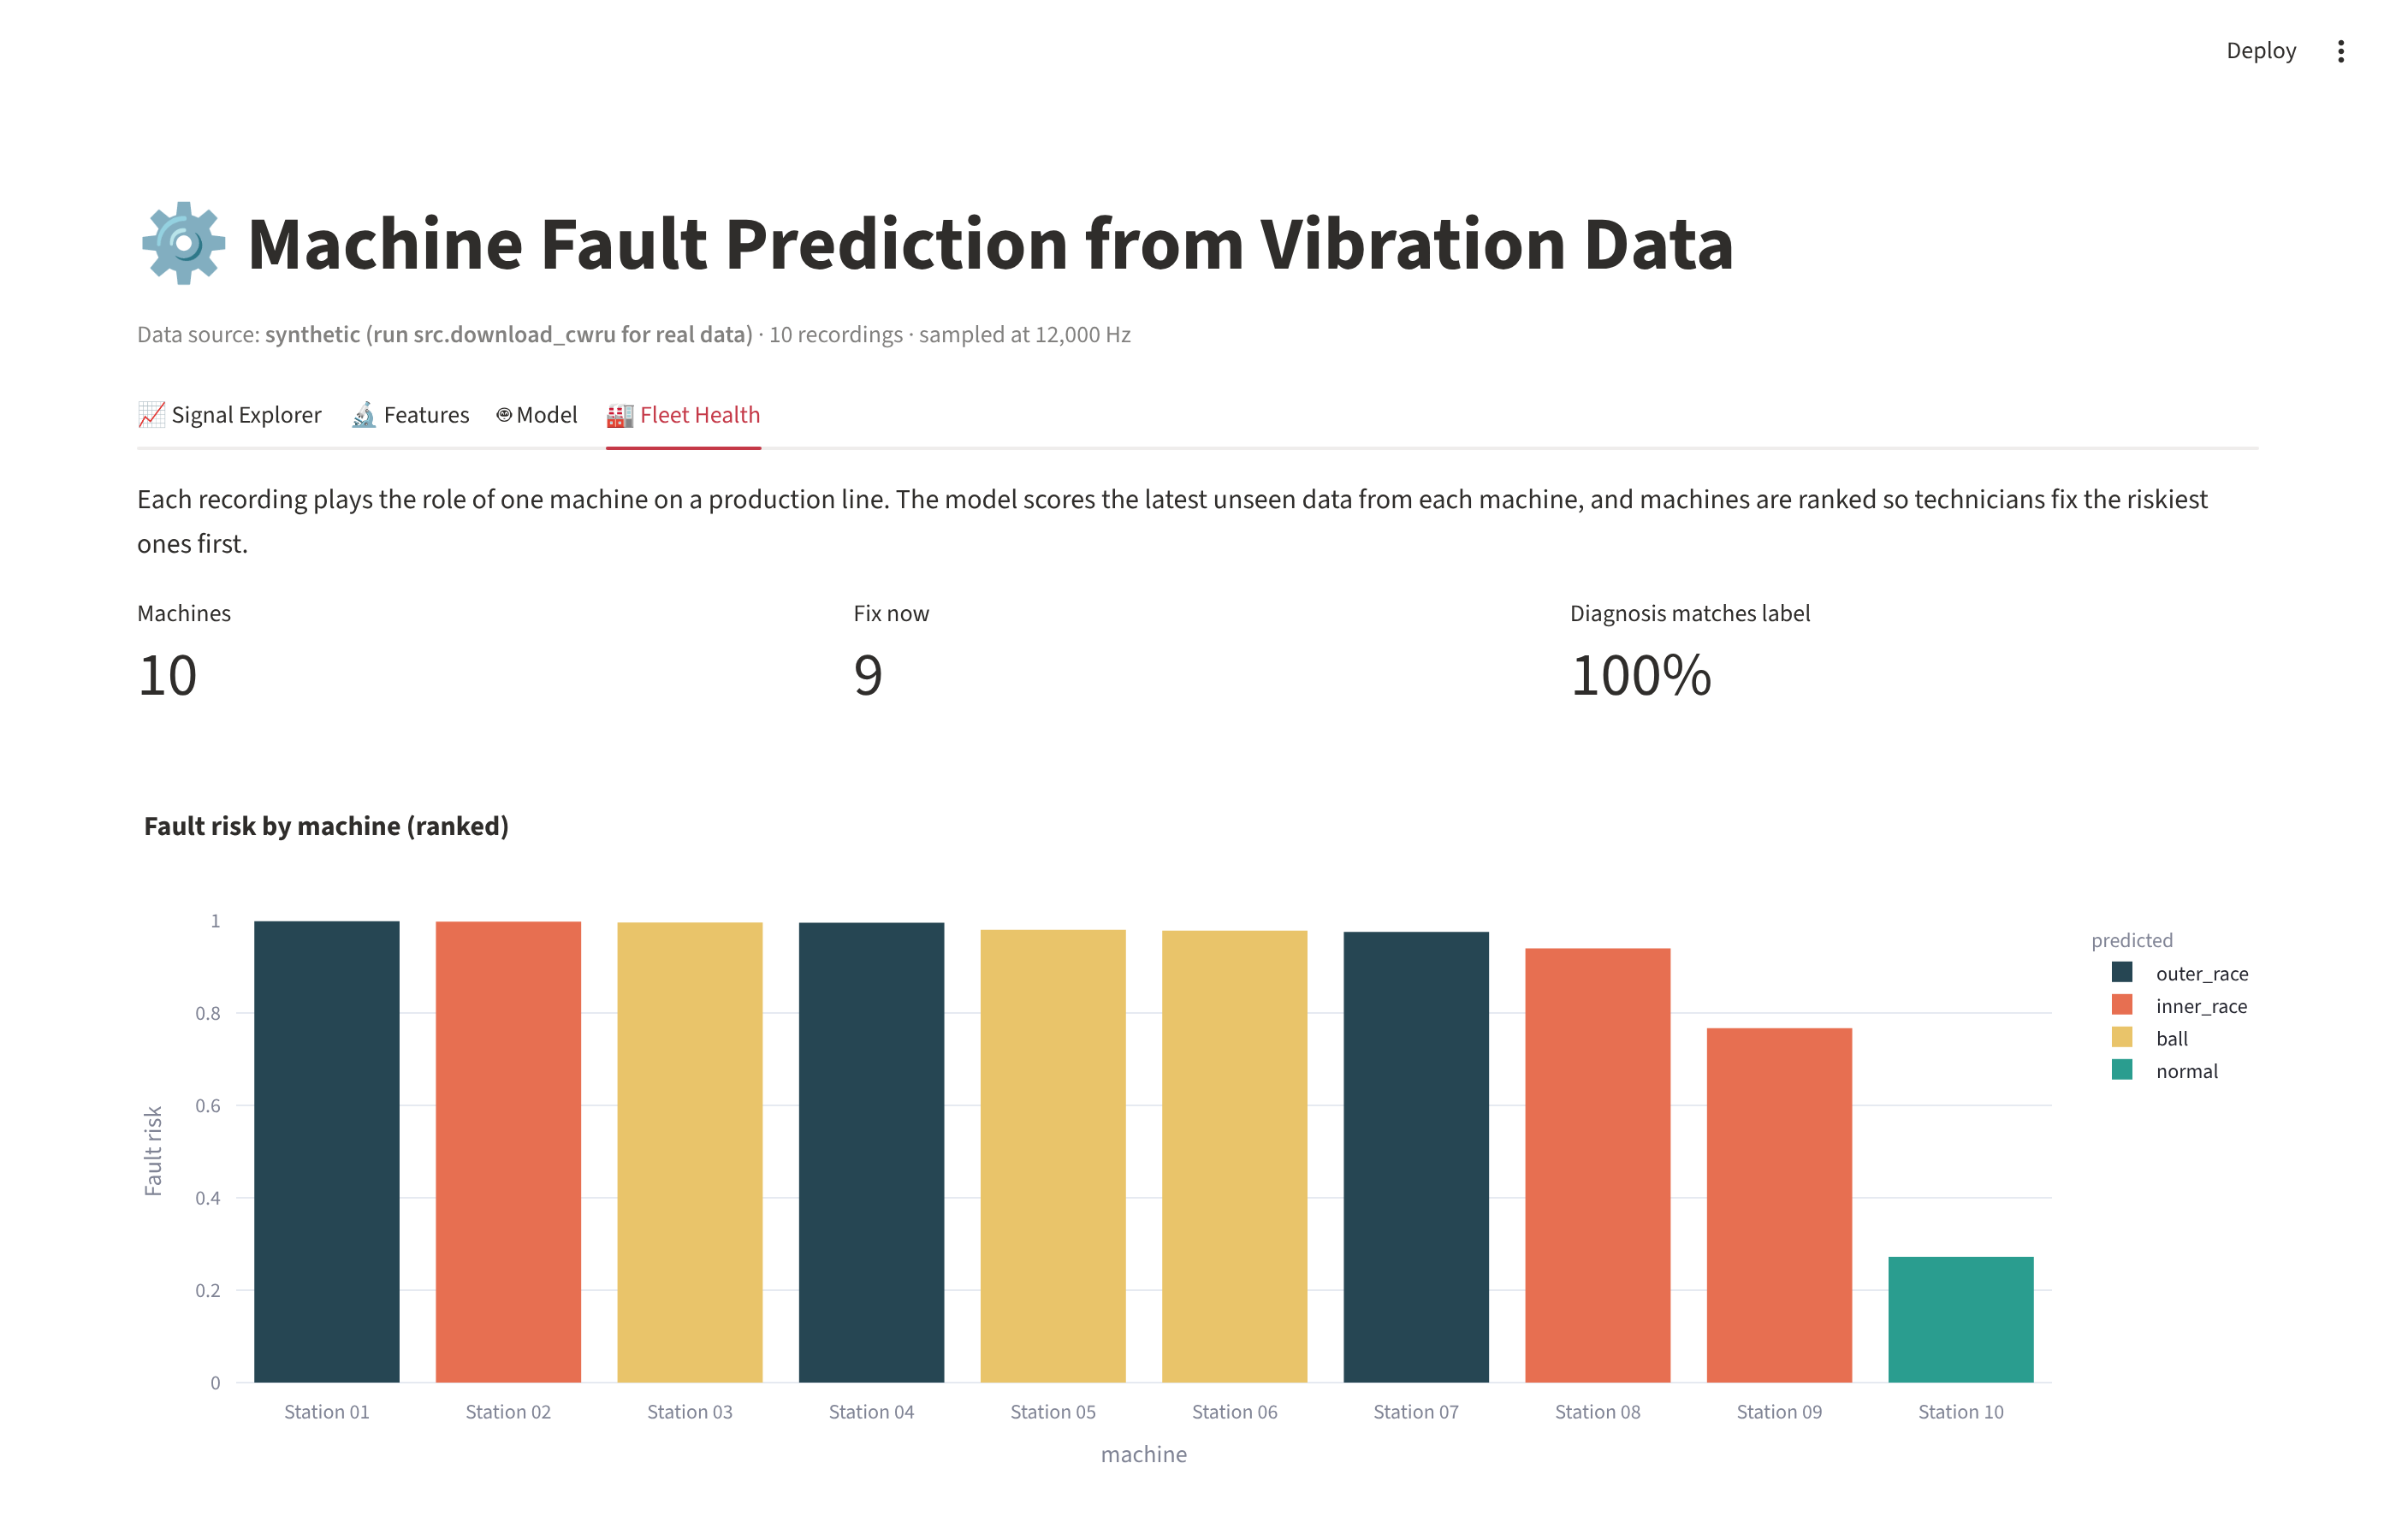 Deploy
Machine Fault Prediction from Vibration Data
Data source: synthetic (run src.download_cwru for real data) · 10 recordings · sampled at 12,000 Hz
Signal Explorer Features Model Fleet Health
Each recording plays the role of one machine on a production line. The model scores the latest unseen data from each machine, and machines are ranked so technicians fix the riskiest
ones first.
Machines Fix now Diagnosis matches label
10 9 100%
Fault risk by machine (ranked)
predicted
outer_race
inner_race
ball
normal
Fault risk
1
0.8
0.6
0.4
0.2
0
Station 01 Station 02 Station 03 Station 04 Station 05 Station 06 Station 07 Station 08 Station 09 Station 10
machine